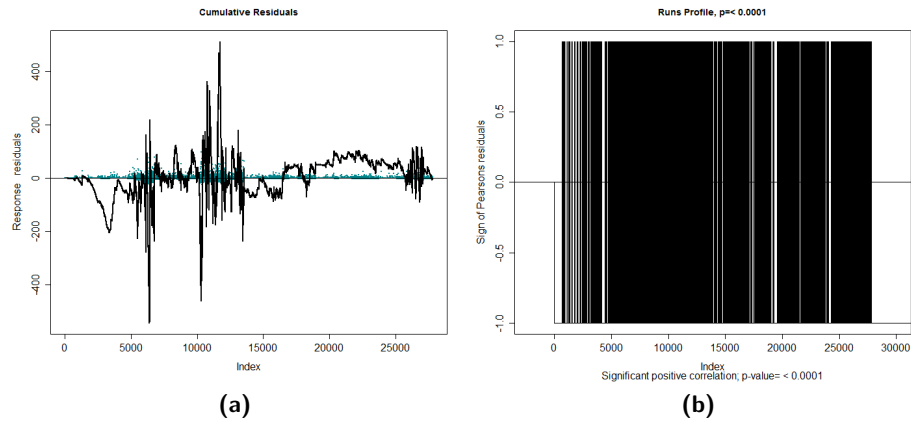 Cumulative Residuals
Response residuals
400
200
0
-200
-400
0 5000 10000 15000 20000 25000
Index
(a)
Runs Profile, p=< 0.0001
Sign of Pearsons residuals
1.0
0.5
0.0
-0.5
-1.0
0 5000 10000 15000 20000 25000 30000
Index
Significant positive correlation; p-value= < 0.0001
(b)